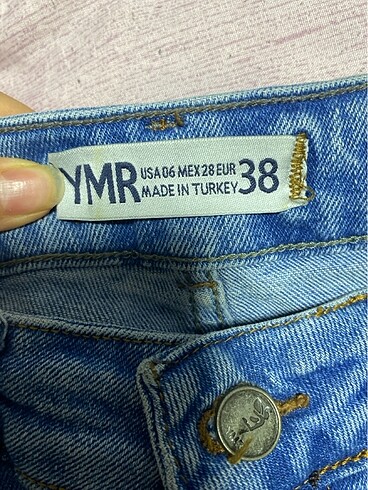 YMR
USA 06 MEX 28 EUR
MADE IN TURKEY
38